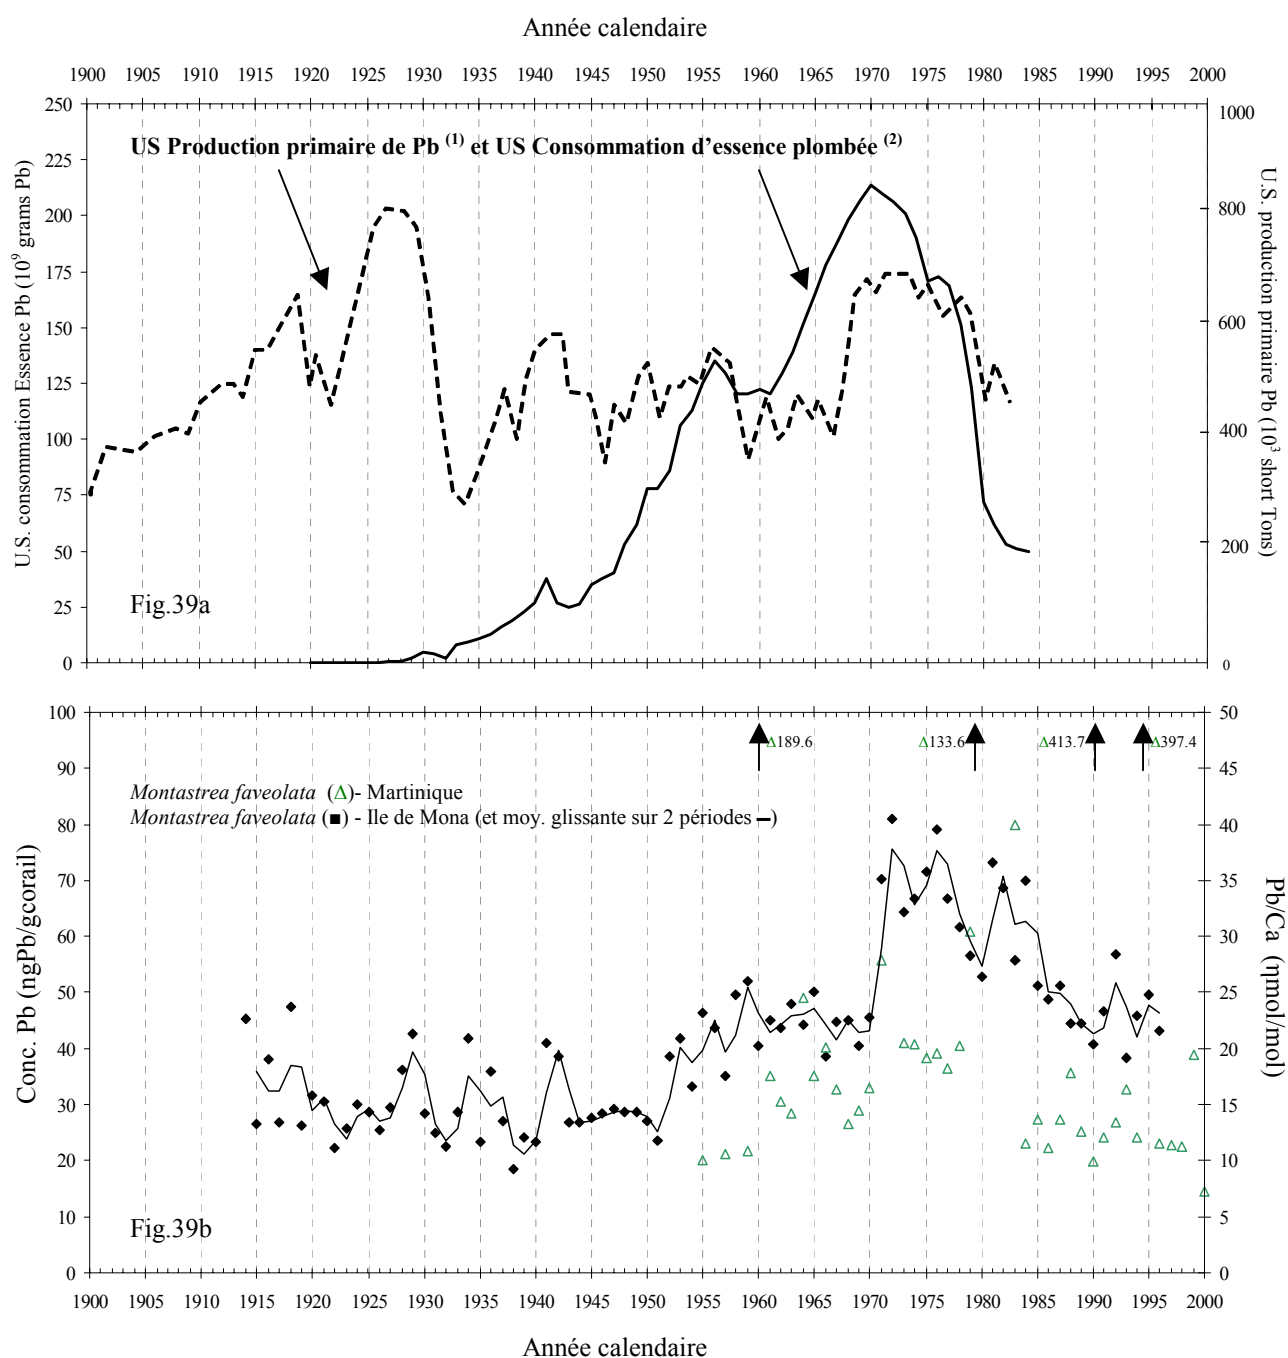 Année calendaire
1900 1905 1910 1915 1920 1925 1930 1935 1940 1945 1950 1955 1960 1965 1970 1975 1980 1985 1990 1995 2000
U.S. consommation Essence Pb (10⁹ grams Pb)
250
225
200
175
150
125
100
75
50
25
0
US Production primaire de Pb ⁽¹⁾ et US Consommation d'essence plombée ⁽²⁾
Fig.39a
1000
800
600
400
200
0
U.S. production primaire Pb (10³ short Tons)
Conc. Pb (ngPb/gcorail)
100
90
80
70
60
50
40
30
20
10
0
Δ189.6 Δ133.6 Δ413.7 Δ397.4
Montastrea faveolata (Δ)- Martinique
Montastrea faveolata (■) - Ile de Mona (et moy. glissante sur 2 périodes –)
Fig.39b
50
45
40
35
30
25
20
15
10
5
0
Pb/Ca (ηmol/mol)
1900 1905 1910 1915 1920 1925 1930 1935 1940 1945 1950 1955 1960 1965 1970 1975 1980 1985 1990 1995 2000
Année calendaire